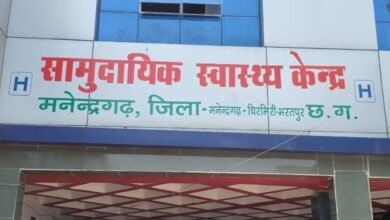 H सामुदायिक स्वास्थ्य केन्द्र H
मनेन्द्रगढ़, जिला-मनेन्द्रगढ़-चिरमिरी-भरतपुर छ.ग.